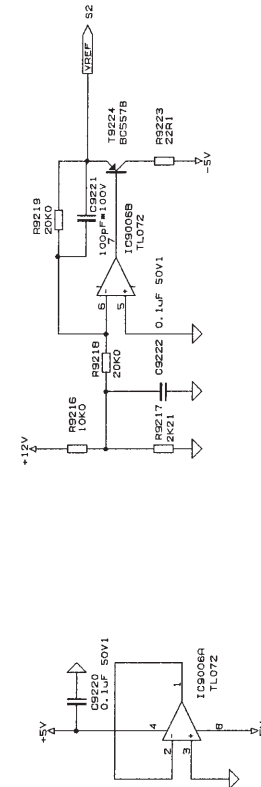 S2
VREF
R9219
20K0
C9221
100pF=100V
T9224
BC557B
R9223
22R1
-5V
7
IC9006B
TL072
6
5
R9218
20K0
0.1uF 50V1
C9222
+12V
R9216
10K0
R9217
2K21
+5V
C9220
0.1uF 50V1
4
1
2
3
8
IC9006A
TL072